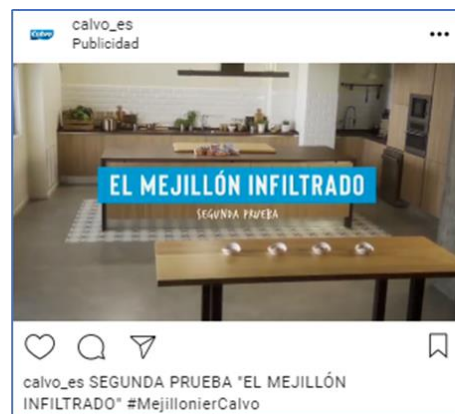 Calvo
calvo_es
Publicidad
EL MEJILLÓN INFILTRADO
SEGUNDA PRUEBA
calvo_es SEGUNDA PRUEBA "EL MEJILLÓN
INFILTRADO" #MejillonierCalvo